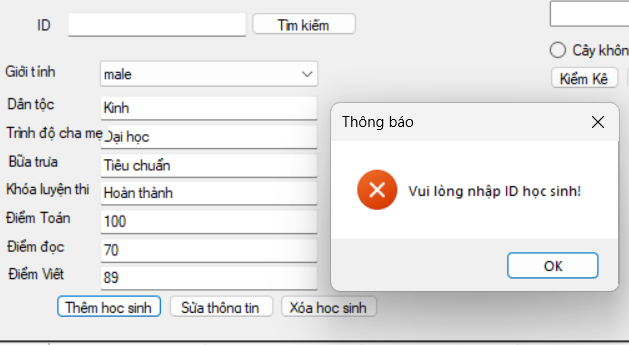 ID
Tìm kiếm
Cây khôn
Kiểm Kê
Giới tính
male
Dân tộc
Kinh
Trình độ cha mẹ
Đại học
Bữa trưa
Tiêu chuẩn
Khóa luyện thi
Hoàn thành
Điểm Toán
100
Điểm đọc
70
Điểm Viết
89
Thêm học sinh
Sửa thông tin
Xóa học sinh
Thông báo
Vui lòng nhập ID học sinh!
OK